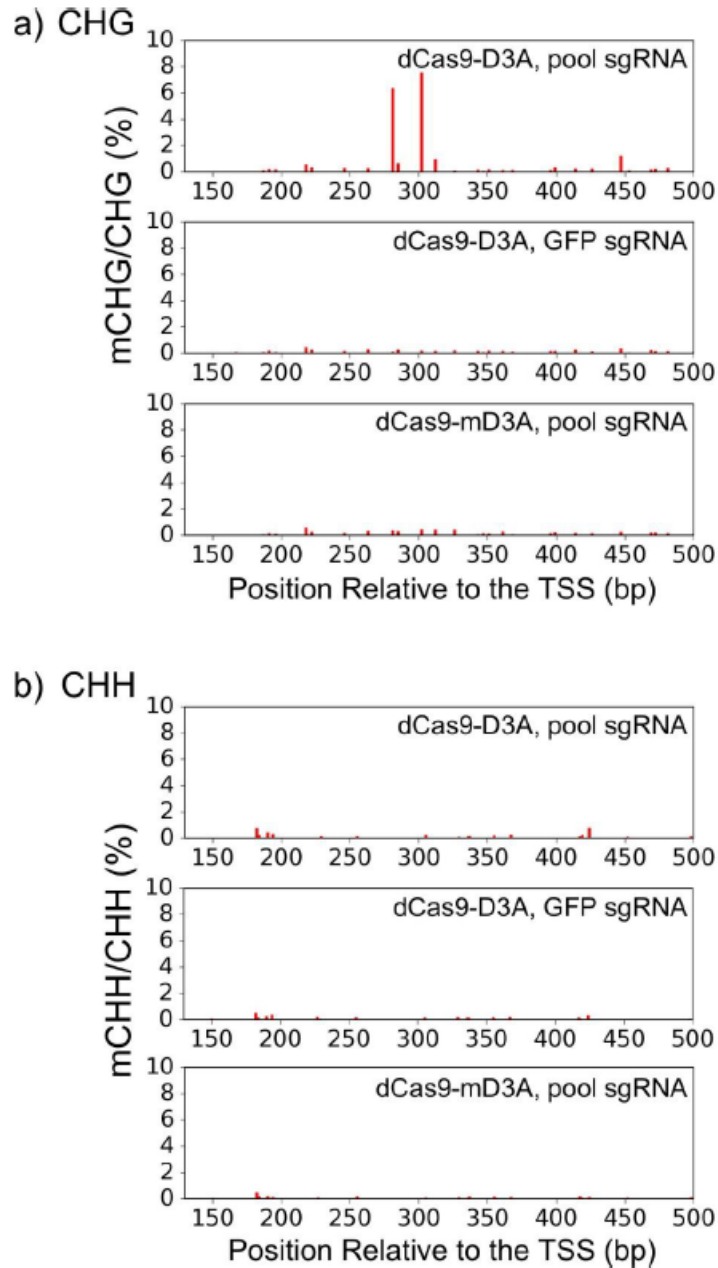 a) CHG
mCHG/CHG (%)
10
8
6
4
2
0
dCas9-D3A, pool sgRNA
150 200 250 300 350 400 450 500
10
8
6
4
2
0
dCas9-D3A, GFP sgRNA
150 200 250 300 350 400 450 500
10
8
6
4
2
0
dCas9-mD3A, pool sgRNA
150 200 250 300 350 400 450 500
Position Relative to the TSS (bp)
b) CHH
mCHH/CHH (%)
10
8
6
4
2
0
dCas9-D3A, pool sgRNA
150 200 250 300 350 400 450 500
10
8
6
4
2
0
dCas9-D3A, GFP sgRNA
150 200 250 300 350 400 450 500
10
8
6
4
2
0
dCas9-mD3A, pool sgRNA
150 200 250 300 350 400 450 500
Position Relative to the TSS (bp)